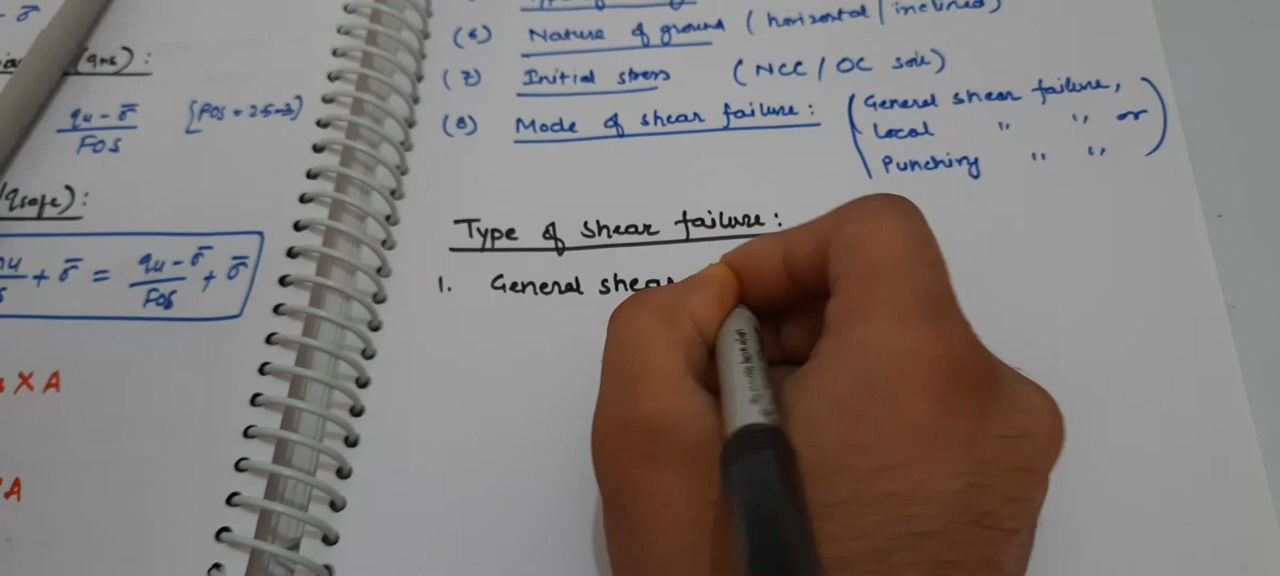 - σ̅
(qns) :
qu - σ̅ / FOS [FOS = 2.5-3]
/qsafe) :
+ σ̅ = qu - σ̅ / FOS + σ̅
X A
A
(6) Nature of ground (horizontal / inclined)
(7) Initial stress (NCC / OC soil)
(8) Mode of shear failure : (General shear failure,
Local " " or
Punching " " )
Type of shear failure :
1. General shear